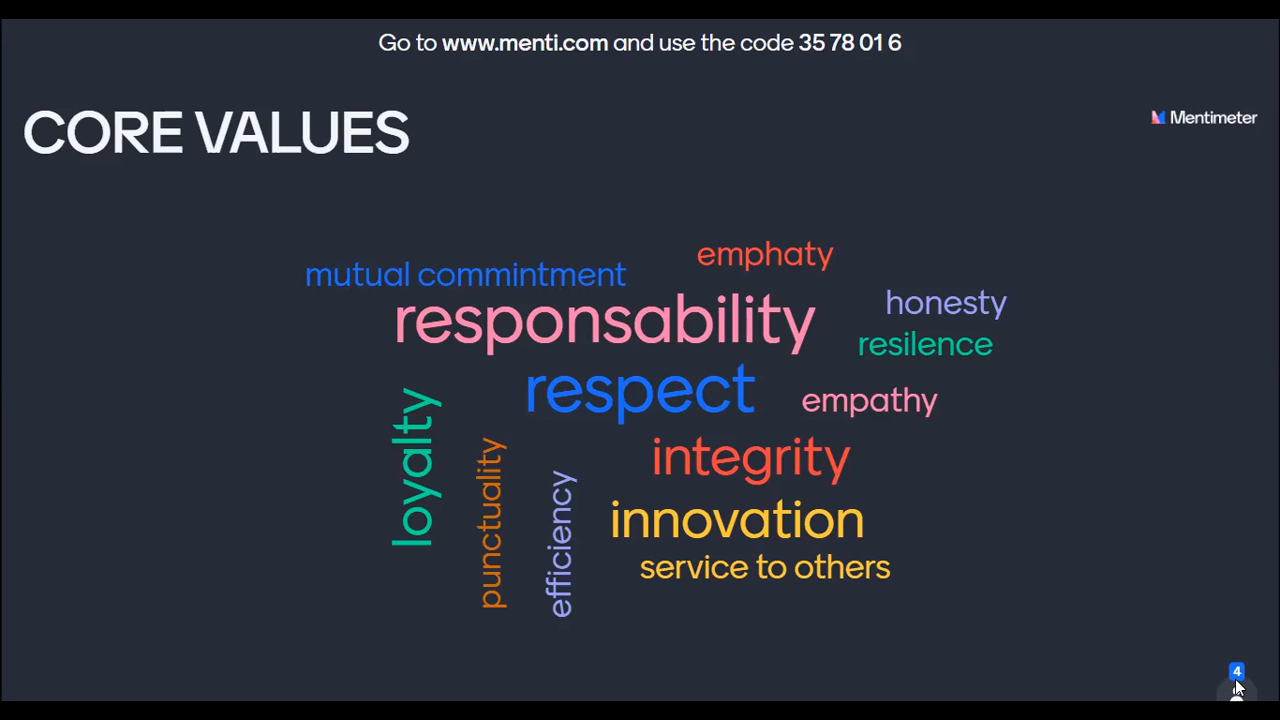 Go to www.menti.com and use the code 35 78 01 6
CORE VALUES
Mentimeter
emphaty
mutual commintment
honesty
responsability
resilence
respect
empathy
loyalty
integrity
punctuality
efficiency
innovation
service to others
4